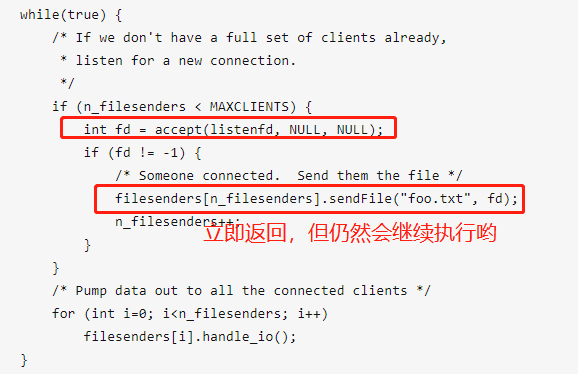 while(true) {
/* If we don't have a full set of clients already,
* listen for a new connection.
*/
if (n_filesenders < MAXCLIENTS) {
int fd = accept(listenfd, NULL, NULL);
if (fd != -1) {
/* Someone connected.  Send them the file */
filesenders[n_filesenders].sendFile("foo.txt", fd);
n_filesenders++;
立即返回，但仍然会继续执行哟
}
}
/* Pump data out to all the connected clients */
for (int i=0; i<n_filesenders; i++)
filesenders[i].handle_io();
}